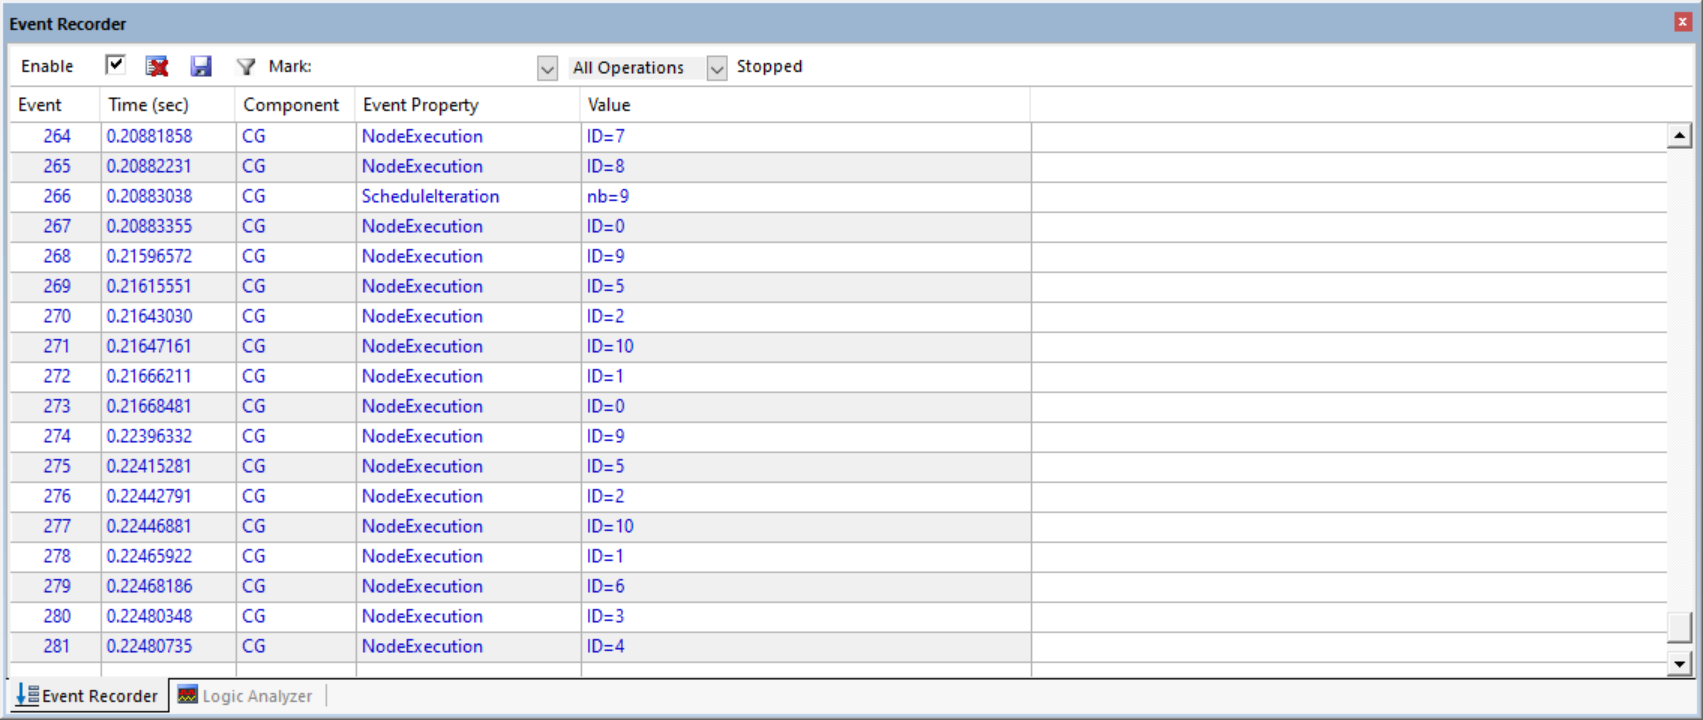 Event Recorder
Enable Mark: All Operations Stopped
Event Time (sec) Component Event Property Value
264 0.20881858 CG NodeExecution ID=7
265 0.20882231 CG NodeExecution ID=8
266 0.20883038 CG ScheduleIteration nb=9
267 0.20883355 CG NodeExecution ID=0
268 0.21596572 CG NodeExecution ID=9
269 0.21615551 CG NodeExecution ID=5
270 0.21643030 CG NodeExecution ID=2
271 0.21647161 CG NodeExecution ID=10
272 0.21666211 CG NodeExecution ID=1
273 0.21668481 CG NodeExecution ID=0
274 0.22396332 CG NodeExecution ID=9
275 0.22415281 CG NodeExecution ID=5
276 0.22442791 CG NodeExecution ID=2
277 0.22446881 CG NodeExecution ID=10
278 0.22465922 CG NodeExecution ID=1
279 0.22468186 CG NodeExecution ID=6
280 0.22480348 CG NodeExecution ID=3
281 0.22480735 CG NodeExecution ID=4
Event Recorder Logic Analyzer